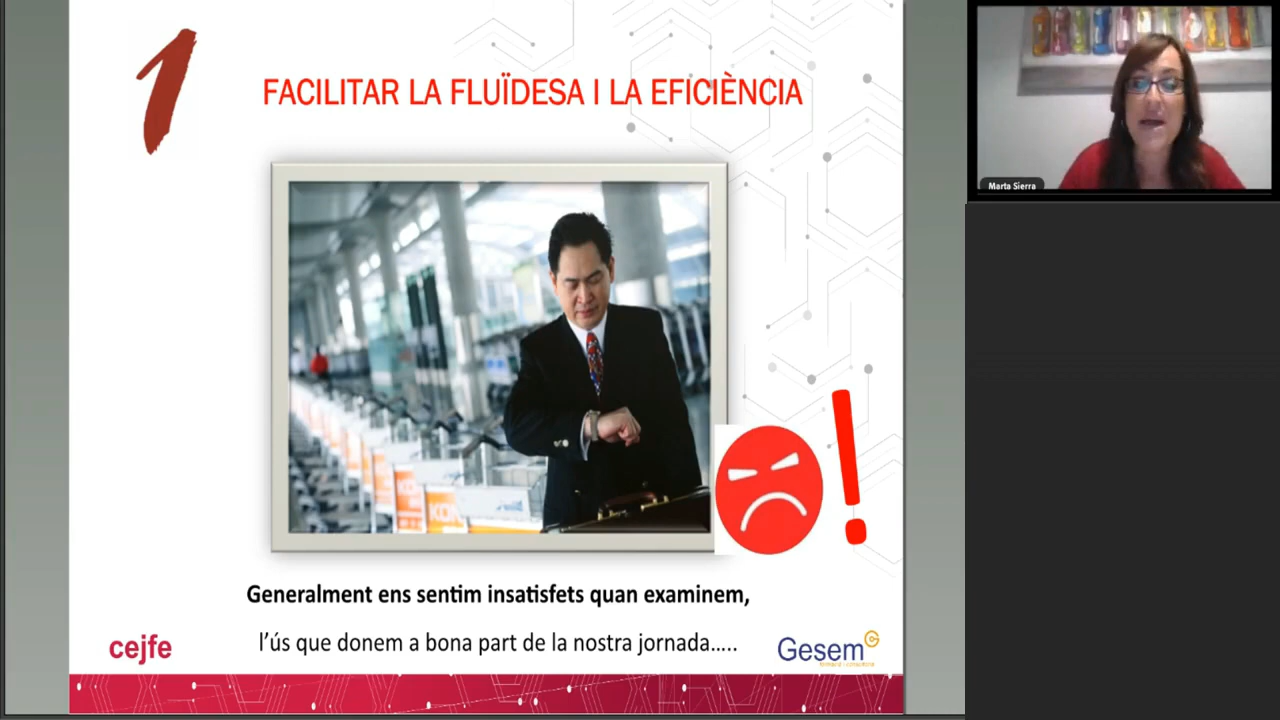 1
FACILITAR LA FLUÏDESA I LA EFICIÈNCIA
!
Generalment ens sentim insatisfets quan examinem,
l'ús que donem a bona part de la nostra jornada.....
cejfe
Gesem
Marta Sierra